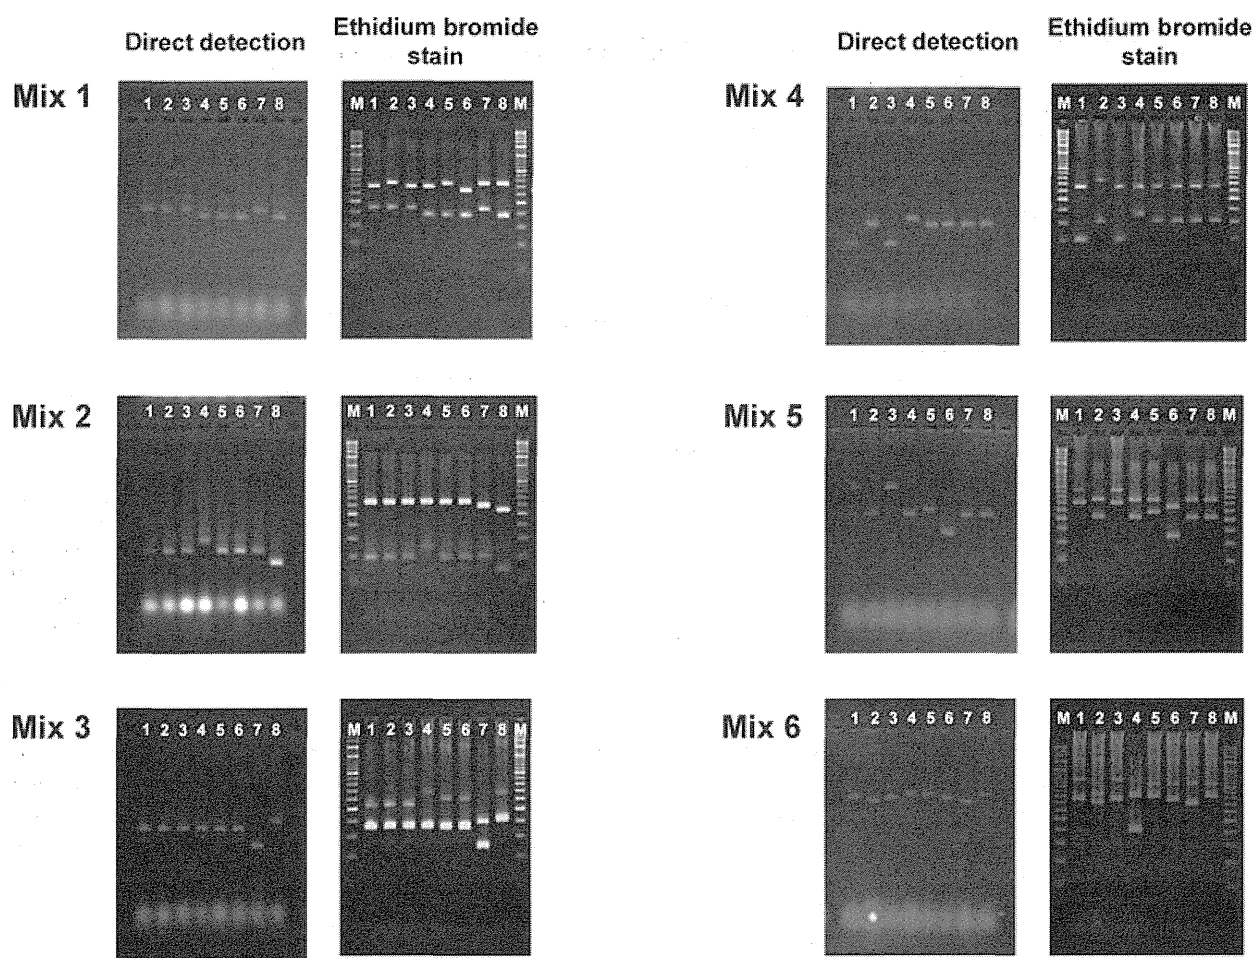 Direct detection
Ethidium bromide
stain
Mix 1
1 2 3 4 5 6 7 8
M 1 2 3 4 5 6 7 8 M
Mix 2
1 2 3 4 5 6 7 8
M 1 2 3 4 5 6 7 8 M
Mix 3
1 2 3 4 5 6 7 8
M 1 2 3 4 5 6 7 8 M
Direct detection
Ethidium bromide
stain
Mix 4
1 2 3 4 5 6 7 8
M 1 2 3 4 5 6 7 8 M
Mix 5
1 2 3 4 5 6 7 8
M 1 2 3 4 5 6 7 8 M
Mix 6
1 2 3 4 5 6 7 8
M 1 2 3 4 5 6 7 8 M